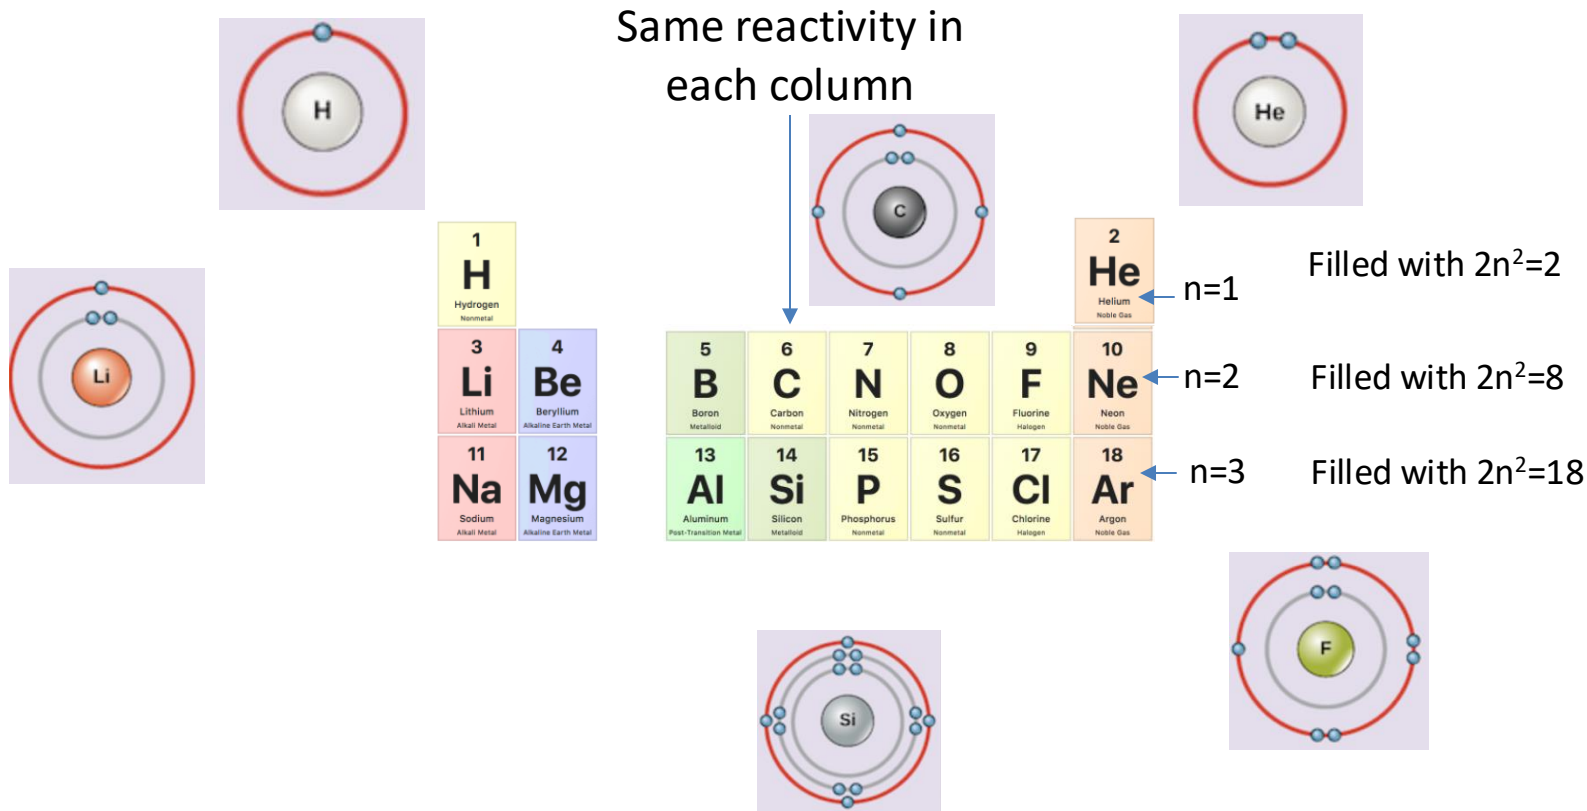 Same reactivity in
each column
H
He
C
Li
1
H
Hydrogen
Nonmetal
2
He
Helium
Noble Gas
n=1
Filled with 2n²=2
3
Li
Lithium
Alkali Metal
4
Be
Beryllium
Alkaline Earth Metal
5
B
Boron
Metalloid
6
C
Carbon
Nonmetal
7
N
Nitrogen
Nonmetal
8
O
Oxygen
Nonmetal
9
F
Fluorine
Halogen
10
Ne
Neon
Noble Gas
n=2
Filled with 2n²=8
11
Na
Sodium
Alkali Metal
12
Mg
Magnesium
Alkaline Earth Metal
13
Al
Aluminum
Post-Transition Metal
14
Si
Silicon
Metalloid
15
P
Phosphorus
Nonmetal
16
S
Sulfur
Nonmetal
17
Cl
Chlorine
Halogen
18
Ar
Argon
Noble Gas
n=3
Filled with 2n²=18
F
Si